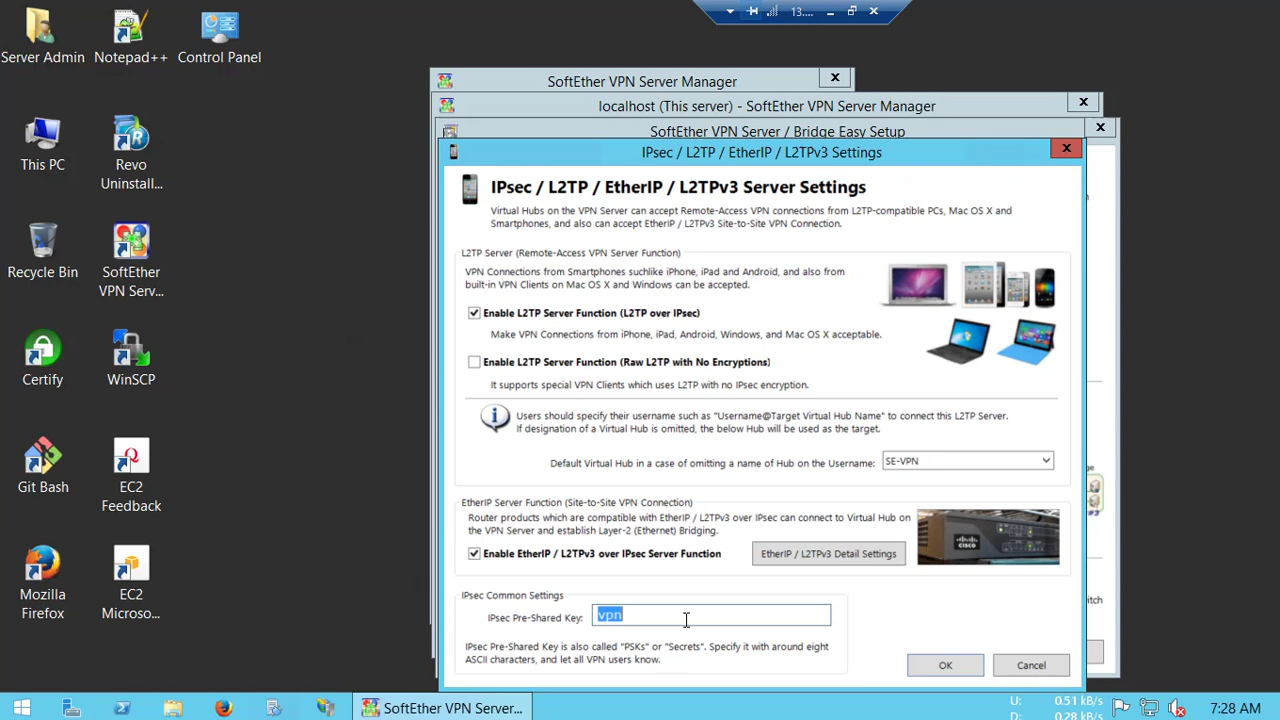 13....
Server Admin
Notepad++
Control Panel
This PC
Revo
Uninstall...
Recycle Bin
SoftEther
VPN Serv...
Certify
WinSCP
Git Bash
EC2
Feedback
Mozilla
Firefox
EC2
Microso...
SoftEther VPN Server Manager
localhost (This server) - SoftEther VPN Server Manager
SoftEther VPN Server / Bridge Easy Setup
IPsec / L2TP / EtherIP / L2TPv3 Settings
IPsec / L2TP / EtherIP / L2TPv3 Server Settings
Virtual Hubs on the VPN Server can accept Remote-Access VPN connections from L2TP-compatible PCs, Mac OS X and
Smartphones, and also can accept EtherIP / L2TPv3 Site-to-Site VPN Connection.
L2TP Server (Remote-Access VPN Server Function)
VPN Connections from Smartphones suchlike iPhone, iPad and Android, and also from
built-in VPN Clients on Mac OS X and Windows can be accepted.
Enable L2TP Server Function (L2TP over IPsec)
Make VPN Connections from iPhone, iPad, Android, Windows, and Mac OS X acceptable.
Enable L2TP Server Function (Raw L2TP with No Encryptions)
It supports special VPN Clients which uses L2TP with no IPsec encryption.
Users should specify their username such as "Username@Target Virtual Hub Name" to connect this L2TP Server.
If designation of a Virtual Hub is omitted, the below Hub will be used as the target.
Default Virtual Hub in a case of omitting a name of Hub on the Username:
SE-VPN
EtherIP Server Function (Site-to-Site VPN Connection)
Router products which are compatible with EtherIP / L2TPv3 over IPsec can connect to Virtual Hub on
the VPN Server and establish Layer-2 (Ethernet) Bridging.
Enable EtherIP / L2TPv3 over IPsec Server Function
EtherIP / L2TPv3 Detail Settings
CISCO
IPsec Common Settings
IPsec Pre-Shared Key:
vpn
IPsec Pre-Shared Key is also called "PSKs" or "Secrets". Specify it with around eight
ASCII characters, and let all VPN users know.
OK
Cancel
SoftEther VPN Server...
U: 0.51 kB/s
D: 0.28 kB/s
7:28 AM